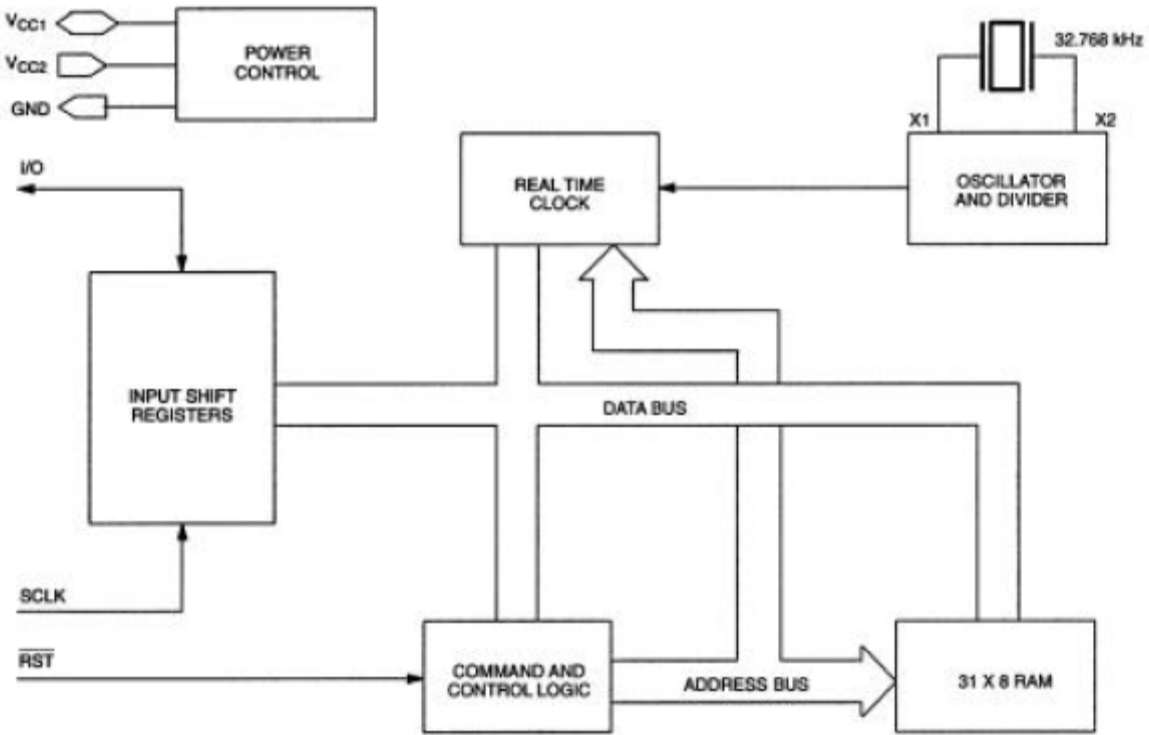 VCC1
VCC2
GND
POWER
CONTROL
32.768 kHz
X1
X2
I/O
REAL TIME
CLOCK
OSCILLATOR
AND DIVIDER
INPUT SHIFT
REGISTERS
DATA BUS
SCLK
R̅S̅T̅
COMMAND AND
CONTROL LOGIC
ADDRESS BUS
31 X 8 RAM